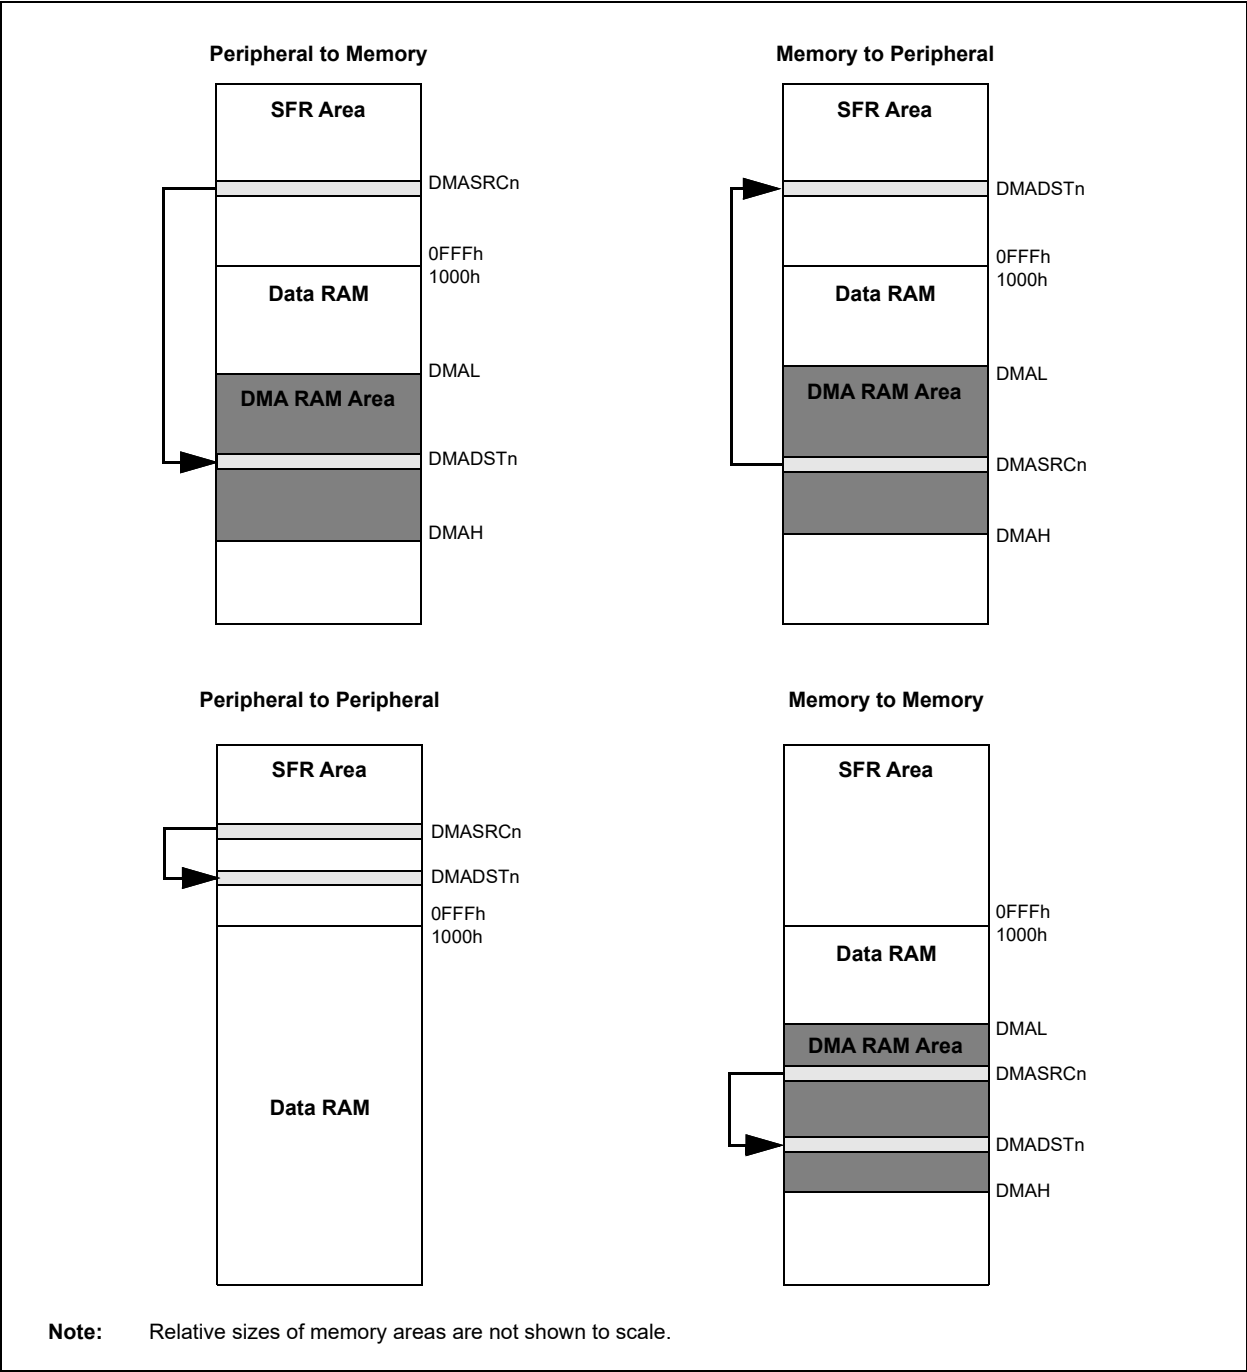 Peripheral to Memory
SFR Area
DMASRCn
0FFFh
1000h
Data RAM
DMAL
DMA RAM Area
DMADSTn
DMAH
Memory to Peripheral
SFR Area
DMADSTn
0FFFh
1000h
Data RAM
DMAL
DMA RAM Area
DMASRCn
DMAH
Peripheral to Peripheral
SFR Area
DMASRCn
DMADSTn
0FFFh
1000h
Data RAM
Memory to Memory
SFR Area
0FFFh
1000h
Data RAM
DMAL
DMA RAM Area
DMASRCn
DMADSTn
DMAH
Note: Relative sizes of memory areas are not shown to scale.